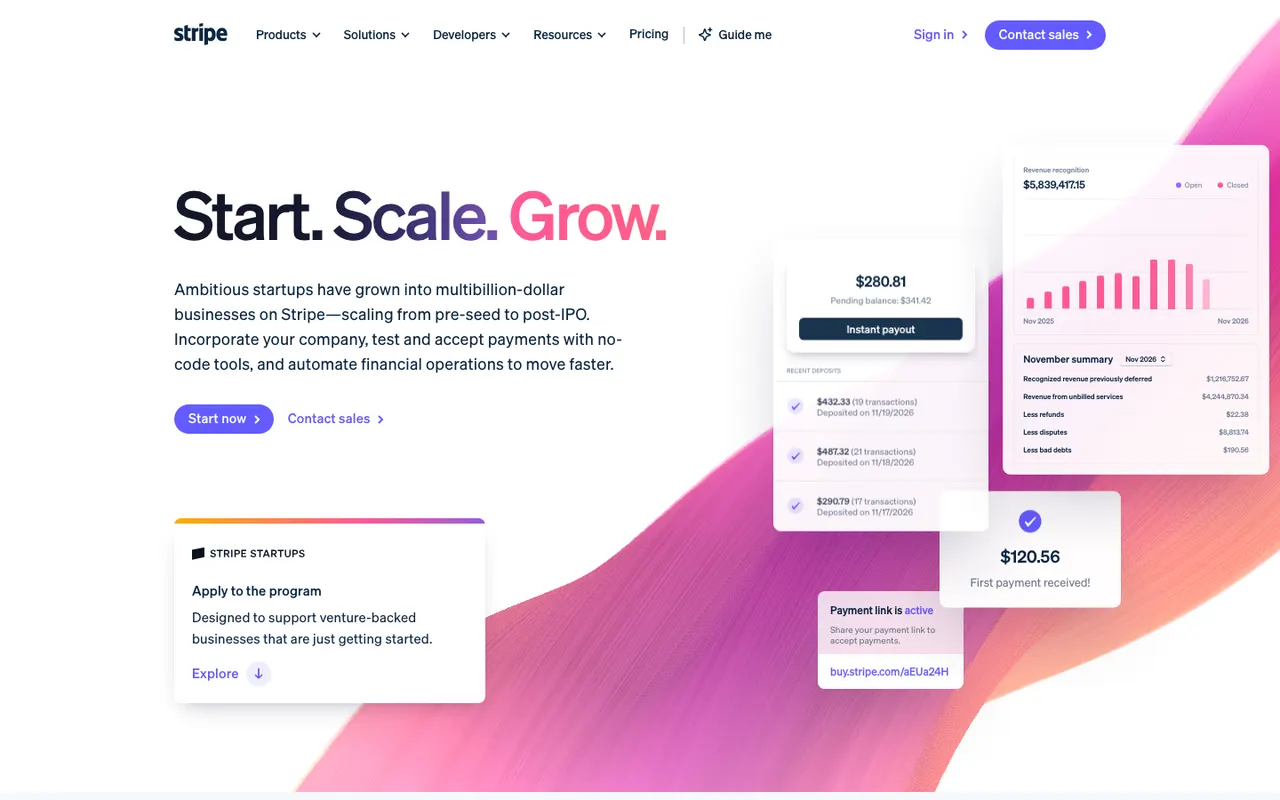 stripe
Products
Solutions
Developers
Resources
Pricing
Guide me
Sign in
Contact sales
Start. Scale. Grow.
Ambitious startups have grown into multibillion-dollar
businesses on Stripe—scaling from pre-seed to post-IPO.
Incorporate your company, test and accept payments with no-
code tools, and automate financial operations to move faster.
Start now
Contact sales
STRIPE STARTUPS
Apply to the program
Designed to support venture-backed
businesses that are just getting started.
Explore
$280.81
Pending balance: $341.42
Instant payout
RECENT DEPOSITS
$432.33 (19 transactions)
Deposited on 11/19/2026
$487.32 (21 transactions)
Deposited on 11/18/2026
$290.79 (17 transactions)
Deposited on 11/17/2026
Revenue recognition
$5,839,417.15
Open
Closed
Nov 2025
Nov 2026
November summary
Nov 2026
Recognized revenue previously deferred $1,216,752.67
Revenue from unbilled services $4,244,870.34
Less refunds $22.38
Less disputes $8,813.74
Less bad debts $190.56
$120.56
First payment received!
Payment link is active
Share your payment link to
accept payments.
buy.stripe.com/aEUa24H